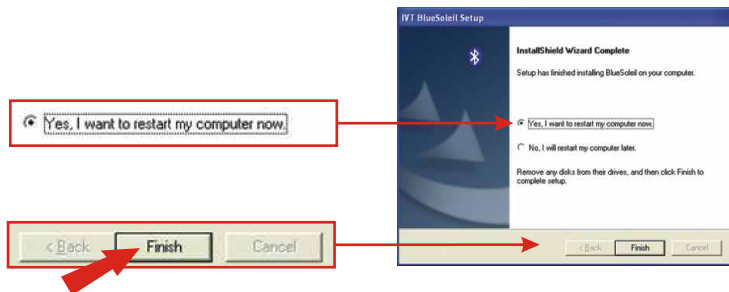 IVT BlueSoleil Setup
InstallShield Wizard Complete
Setup has finished installing BlueSoleil on your computer.
Yes, I want to restart my computer now.
Yes, I want to restart my computer now.
No, I will restart my computer later.
Remove any disks from their drives, and then click Finish to
complete setup.
< Back Finish Cancel
< Back Finish Cancel